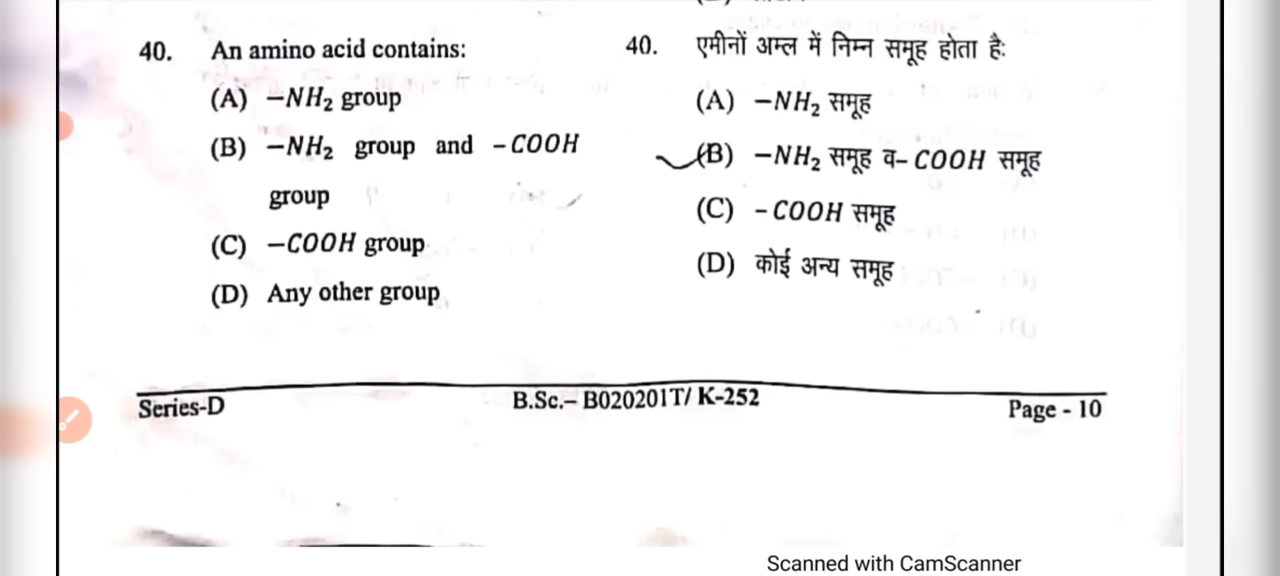 40. An amino acid contains:
(A) –NH₂ group
(B) –NH₂ group and –COOH
group
(C) –COOH group
(D) Any other group
40. एमीनों अम्ल में निम्न समूह होता है:
(A) –NH₂ समूह
(B) –NH₂ समूह व– COOH समूह
(C) –COOH समूह
(D) कोई अन्य समूह
Series-D B.Sc.– B020201T/ K-252 Page - 10
Scanned with CamScanner